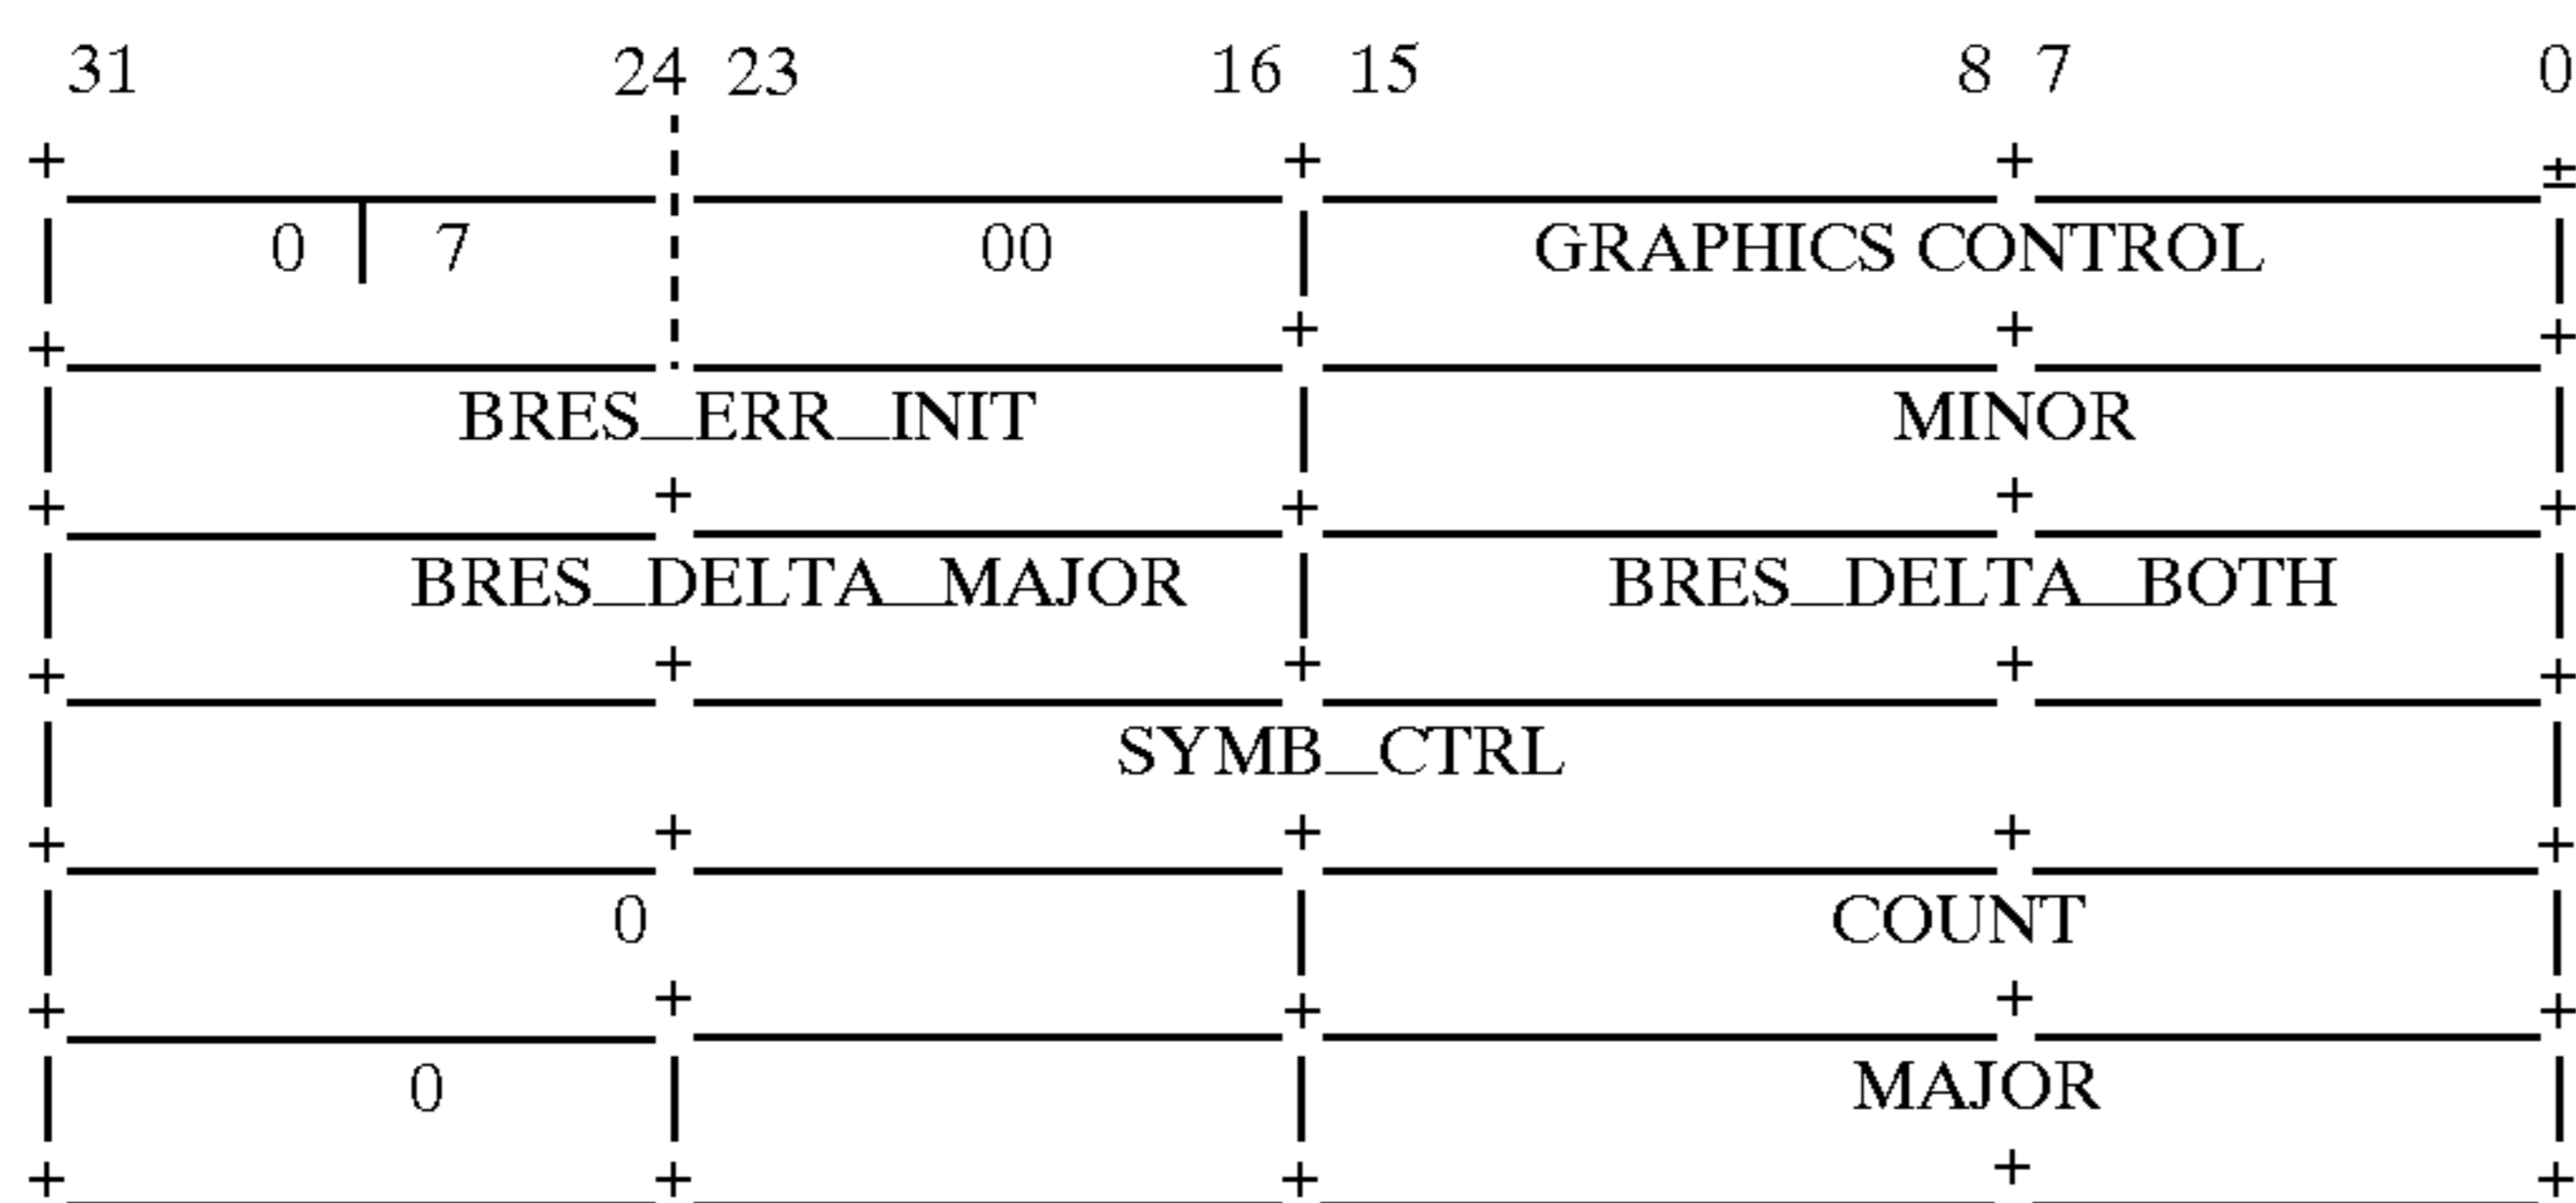 31 24 23 16 15 8 7 0
0 7 00 GRAPHICS CONTROL
BRES_ERR_INIT MINOR
BRES_DELTA_MAJOR BRES_DELTA_BOTH
SYMB_CTRL
0 COUNT
0 MAJOR